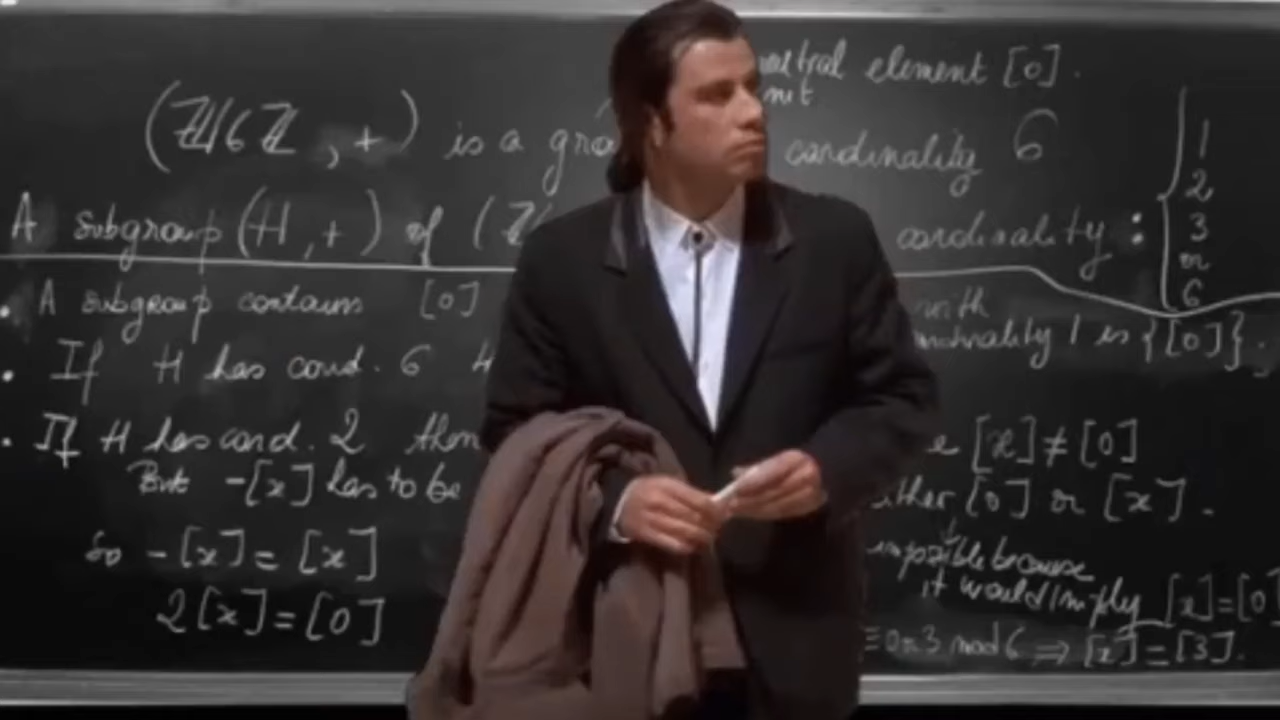 neutral element [0].
unit
(ℤ/6ℤ , +) is a gro cardinality 6
A subgroup (H , +) of (ℤ/ cardinality : { 1
2
3
or
6
. A subgroup contains [0] with
cardinality 1 is {[0]}.
. If H has card. 6 H
. If H has card. 2 then [x] ≠ [0]
But -[x] has to be either [0] or [x].
↓
impossible because
it would imply [x]=[0]
so -[x] = [x]
2[x] = [0] ≡ 0 or 3 mod 6 ⇒ [x] = [3].